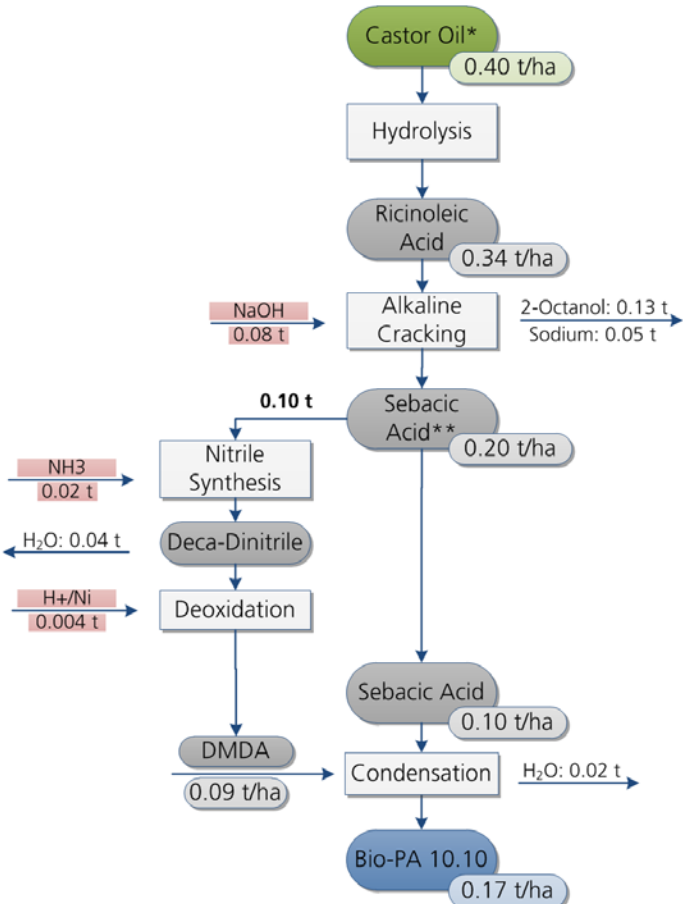 Castor Oil*
0.40 t/ha
Hydrolysis
Ricinoleic
Acid
0.34 t/ha
NaOH
0.08 t
Alkaline
Cracking
2-Octanol: 0.13 t
Sodium: 0.05 t
0.10 t
Sebacic
Acid**
0.20 t/ha
NH3
0.02 t
Nitrile
Synthesis
H₂O: 0.04 t
Deca-Dinitrile
H+/Ni
0.004 t
Deoxidation
Sebacic Acid
0.10 t/ha
DMDA
0.09 t/ha
Condensation
H₂O: 0.02 t
Bio-PA 10.10
0.17 t/ha